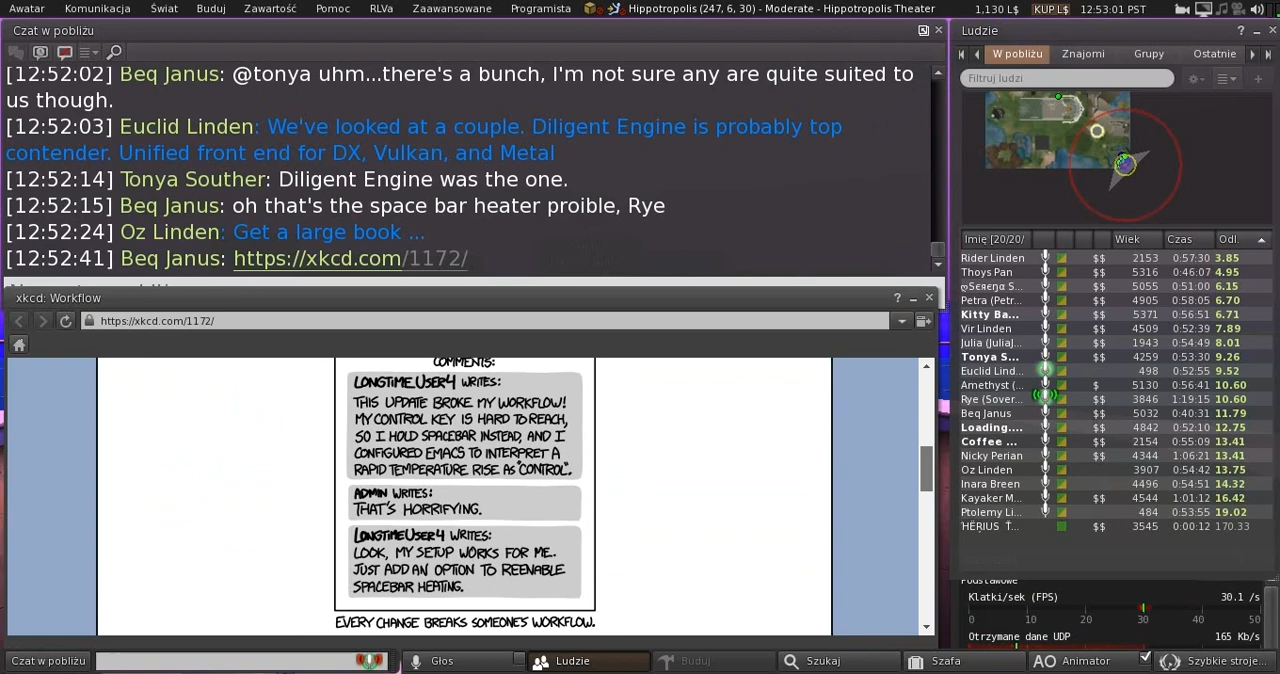 Awatar Komunikacja Świat Buduj Zawartość Pomoc RLVa Zaawansowane Programista Hippotropolis (247, 6, 30) - Moderate - Hippotropolis Theater 1,130 L$ KUP L$ 12:53:01 PST
Czat w pobliżu
[12:52:02] Beq Janus: @tonya uhm...there's a bunch, I'm not sure any are quite suited to
us though.
[12:52:03] Euclid Linden: We've looked at a couple. Diligent Engine is probably top
contender. Unified front end for DX, Vulkan, and Metal
[12:52:14] Tonya Souther: Diligent Engine was the one.
[12:52:15] Beq Janus: oh that's the space bar heater proible, Rye
[12:52:24] Oz Linden: Get a large book ...
[12:52:41] Beq Janus: https://xkcd.com/1172/
xkcd: Workflow
https://xkcd.com/1172/
COMMENTS:
LONGTIMEUSER4 WRITES:
THIS UPDATE BROKE MY WORKFLOW!
MY CONTROL KEY IS HARD TO REACH,
SO I HOLD SPACEBAR INSTEAD, AND I
CONFIGURED EMACS TO INTERPRET A
RAPID TEMPERATURE RISE AS "CONTROL".
ADMIN WRITES:
THAT'S HORRIFYING.
LONGTIMEUSER4 WRITES:
LOOK, MY SETUP WORKS FOR ME.
JUST ADD AN OPTION TO REENABLE
SPACEBAR HEATING.
EVERY CHANGE BREAKS SOMEONE'S WORKFLOW.
Ludzie
W pobliżu Znajomi Grupy Ostatnie
Filtruj ludzi
Imię [20/20/ Wiek Czas Odl.
Rider Linden $$ 2153 0:57:30 3.85
Thoys Pan $$ 5316 0:46:07 4.95
S... $$ 5055 0:51:00 6.15
Petra (Petr... $$ 4905 0:58:05 6.70
Kitty Ba... $$ 5371 0:56:51 6.71
Vir Linden $$ 4509 0:52:39 7.89
Julia (JuliaJ... $$ 1943 0:54:49 8.01
Tonya S... $$ 4259 0:53:30 9.26
Euclid Lind... 498 0:52:55 9.52
Amethyst (... $ 5130 0:56:41 10.60
Rye (Sover... $$ 3846 1:19:15 10.60
Beq Janus $$ 5032 0:40:31 11.79
Loading.... $$ 4842 0:52:10 12.75
Coffee ... $$ 2154 0:55:09 13.41
Nicky Perian $$ 4344 1:06:21 13.41
Oz Linden 3907 0:54:42 13.75
Inara Breen 4496 0:54:51 14.32
Kayaker M... $$ 4544 1:01:12 16.42
Ptolemy Li... 484 0:53:55 19.02
$$ 3545 0:00:12 170.33
Podstawowe
Klatki/sek (FPS) 30.1 /s
0 10 20 30 40 50
Otrzymane dane UDP 165 Kb/s
Czat w pobliżu Głos Ludzie Buduj Szukaj Szafa AO Animator Szybkie stroje...